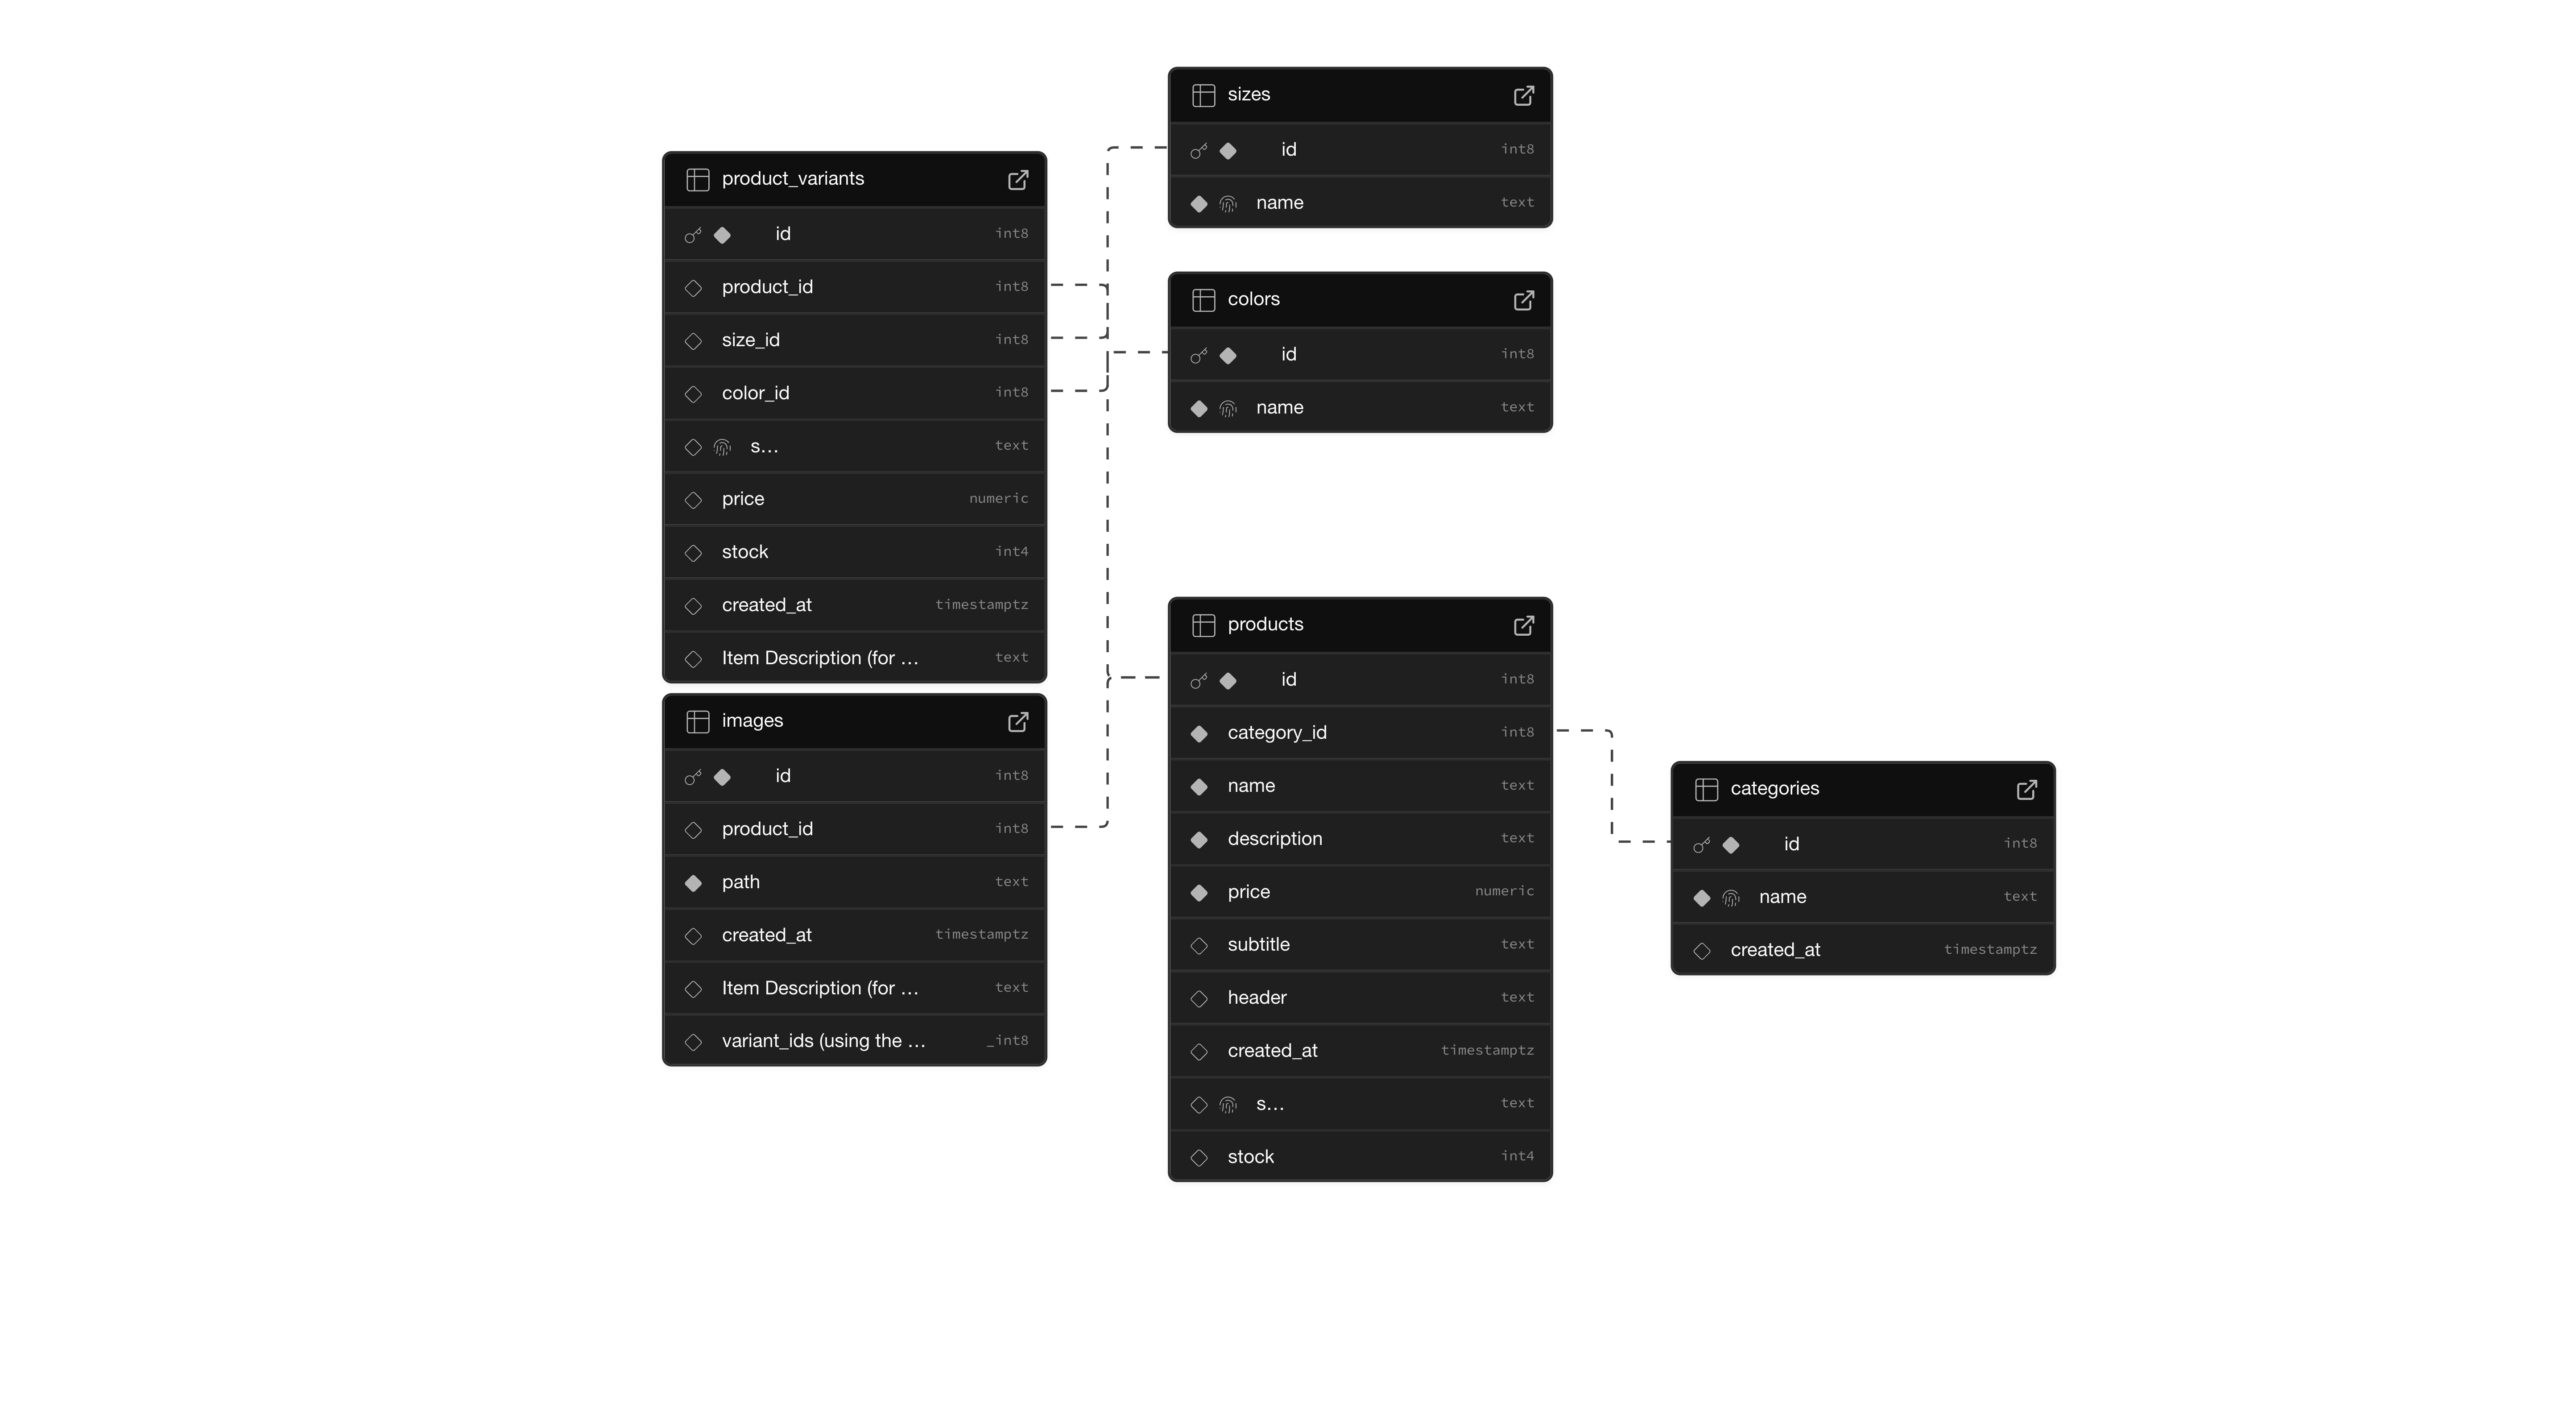 sizes
id int8
name text
product_variants
id int8
product_id int8
size_id int8
color_id int8
s... text
price numeric
stock int4
created_at timestamptz
Item Description (for ... text
colors
id int8
name text
products
id int8
category_id int8
name text
description text
price numeric
subtitle text
header text
created_at timestamptz
s... text
stock int4
images
id int8
product_id int8
path text
created_at timestamptz
Item Description (for ... text
variant_ids (using the ... _int8
categories
id int8
name text
created_at timestamptz